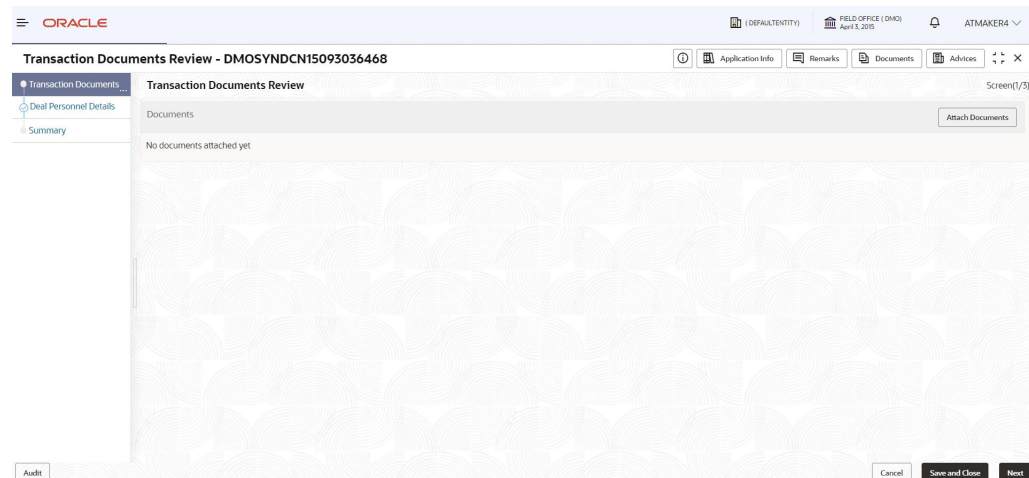 ORACLE
( DEFAULTENTITY)
FIELD OFFICE ( DMO)
April 3, 2015
ATMAKER4
Transaction Documents Review - DMOSYNDCN15093036468
Application Info
Remarks
Documents
Advices
Transaction Documents ...
Deal Personnel Details
Summary
Transaction Documents Review
Screen(1/3)
Documents
Attach Documents
No documents attached yet
Audit
Cancel
Save and Close
Next